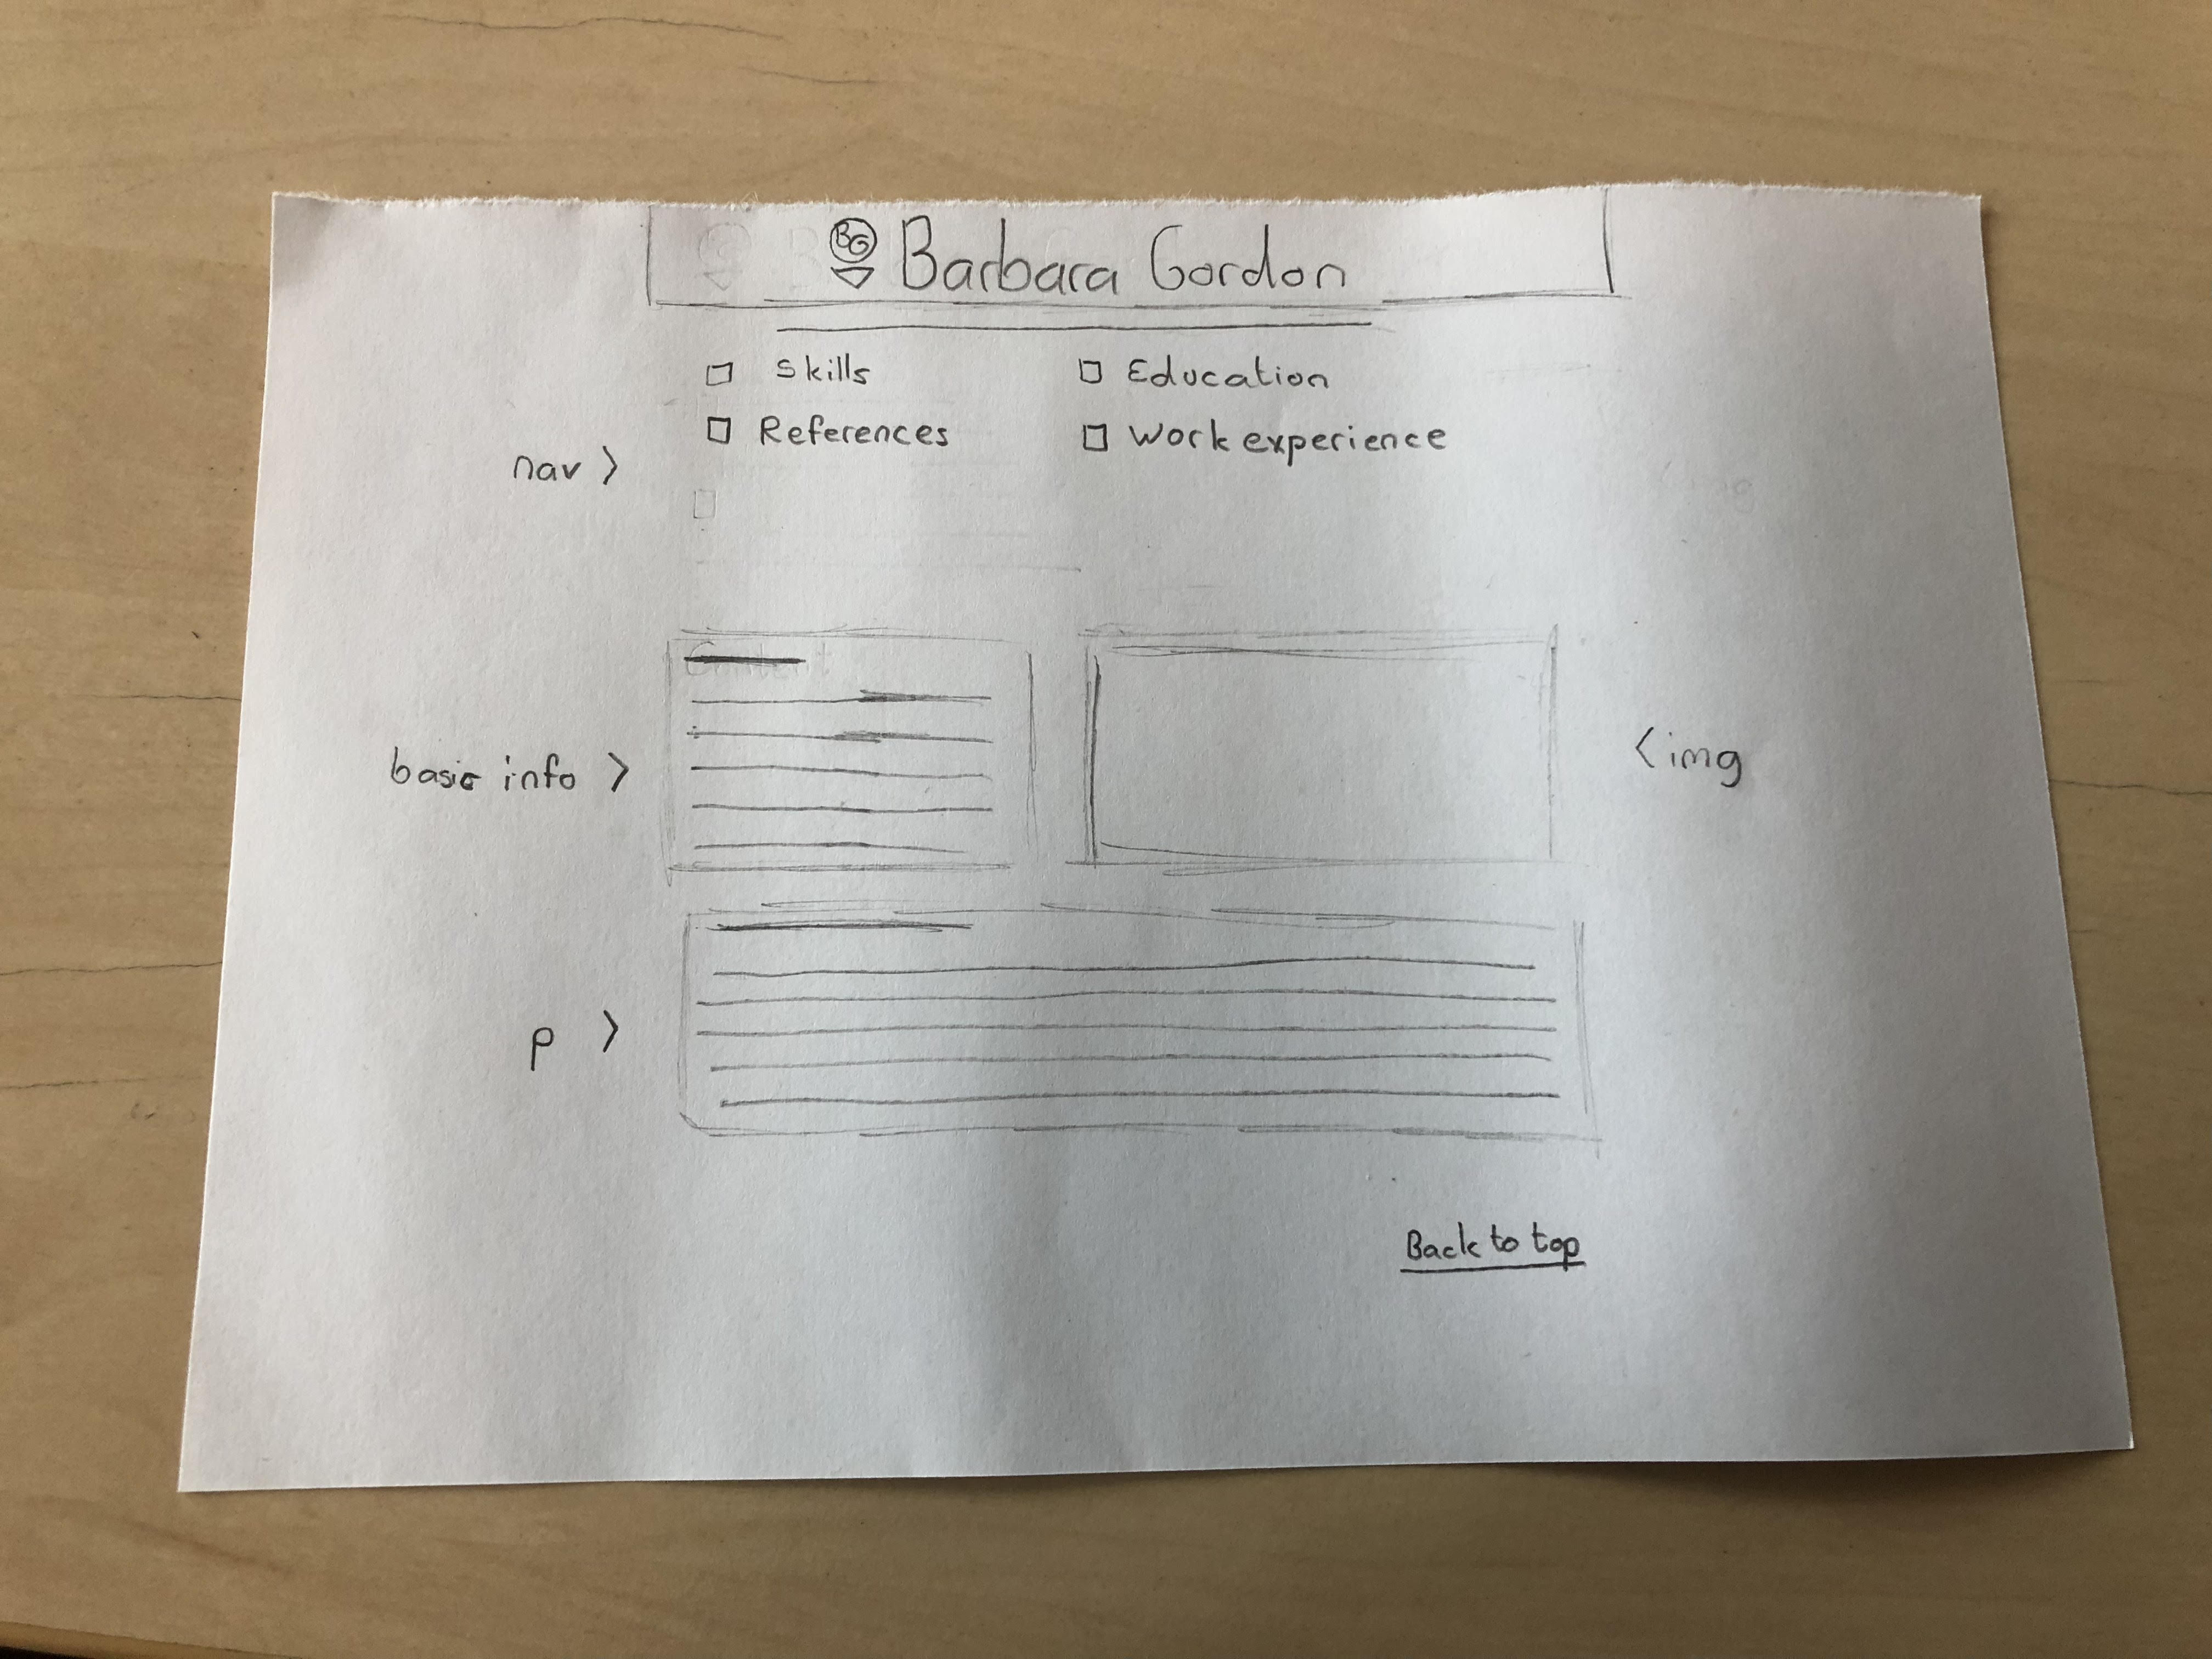 BG Barbara Gordon
Skills
Education
References
Work experience
nav >
basic info >
< img
p >
Back to top